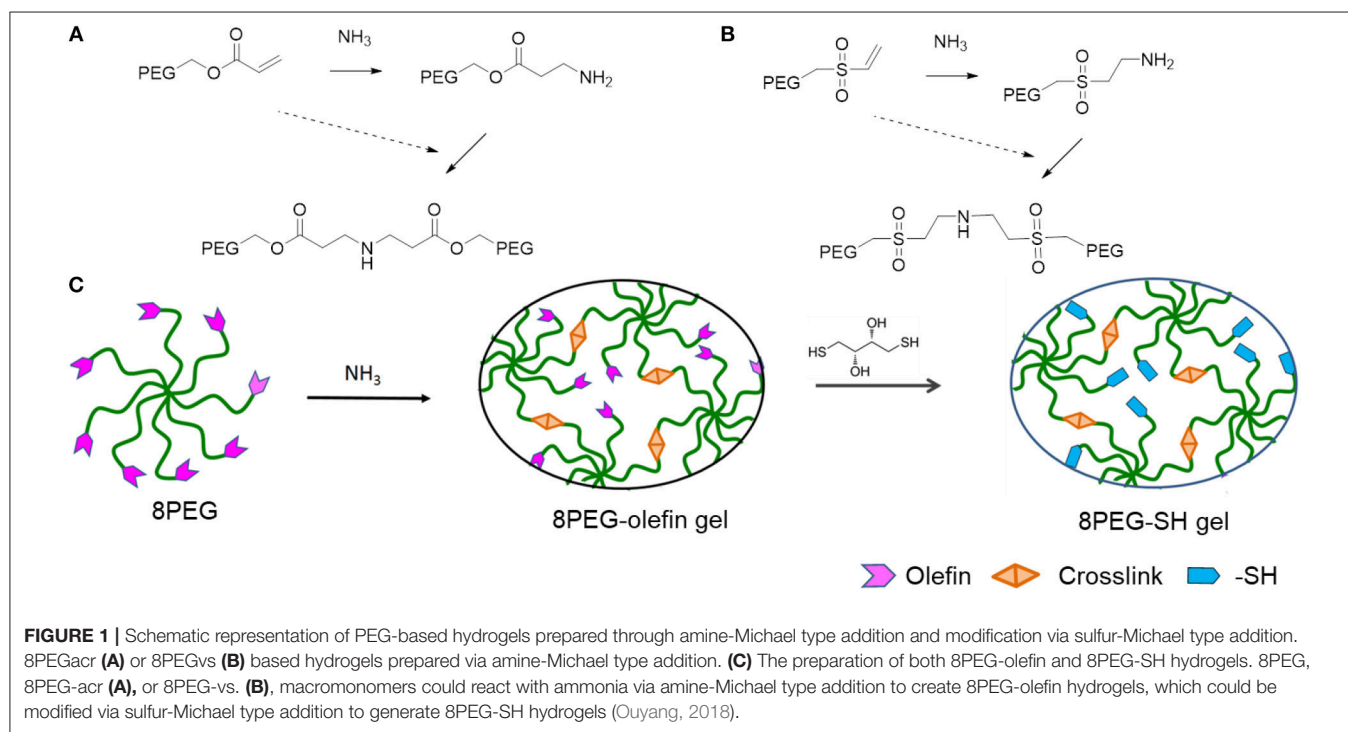 A
NH₃
O
O
PEG
O
PEG
O
NH₂
O
O
PEG
O
N
H
O
PEG
B
NH₃
O
S
O
PEG
O
S
O
PEG
NH₂
O
S
O
PEG
H
N
O
S
O
PEG
C
8PEG
NH₃
8PEG-olefin gel
OH
HS
SH
OH
8PEG-SH gel
Olefin
Crosslink
-SH
FIGURE 1 | Schematic representation of PEG-based hydrogels prepared through amine-Michael type addition and modification via sulfur-Michael type addition.
8PEGacr (A) or 8PEGvs (B) based hydrogels prepared via amine-Michael type addition. (C) The preparation of both 8PEG-olefin and 8PEG-SH hydrogels. 8PEG,
8PEG-acr (A), or 8PEG-vs. (B), macromonomers could react with ammonia via amine-Michael type addition to create 8PEG-olefin hydrogels, which could be
modified via sulfur-Michael type addition to generate 8PEG-SH hydrogels (Ouyang, 2018).